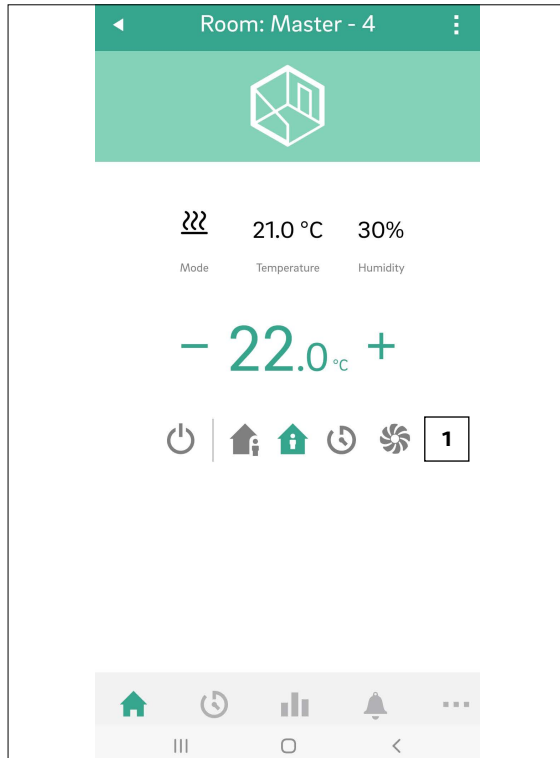 Room: Master - 4
21.0 °C 30%
Mode Temperature Humidity
− 22.0 °C +
1